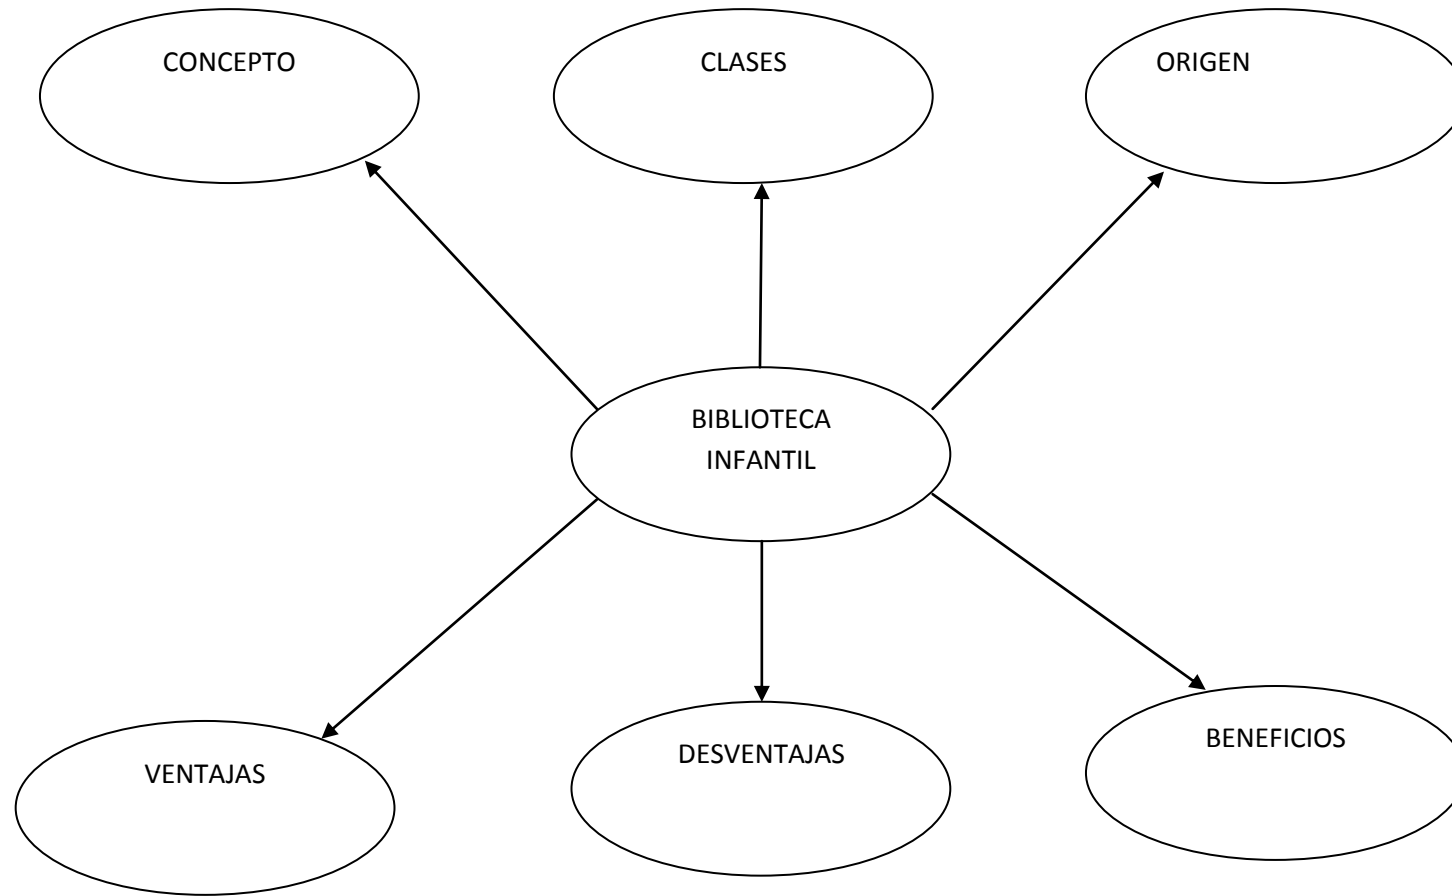 CONCEPTO
CLASES
ORIGEN
BIBLIOTECA
INFANTIL
VENTAJAS
DESVENTAJAS
BENEFICIOS